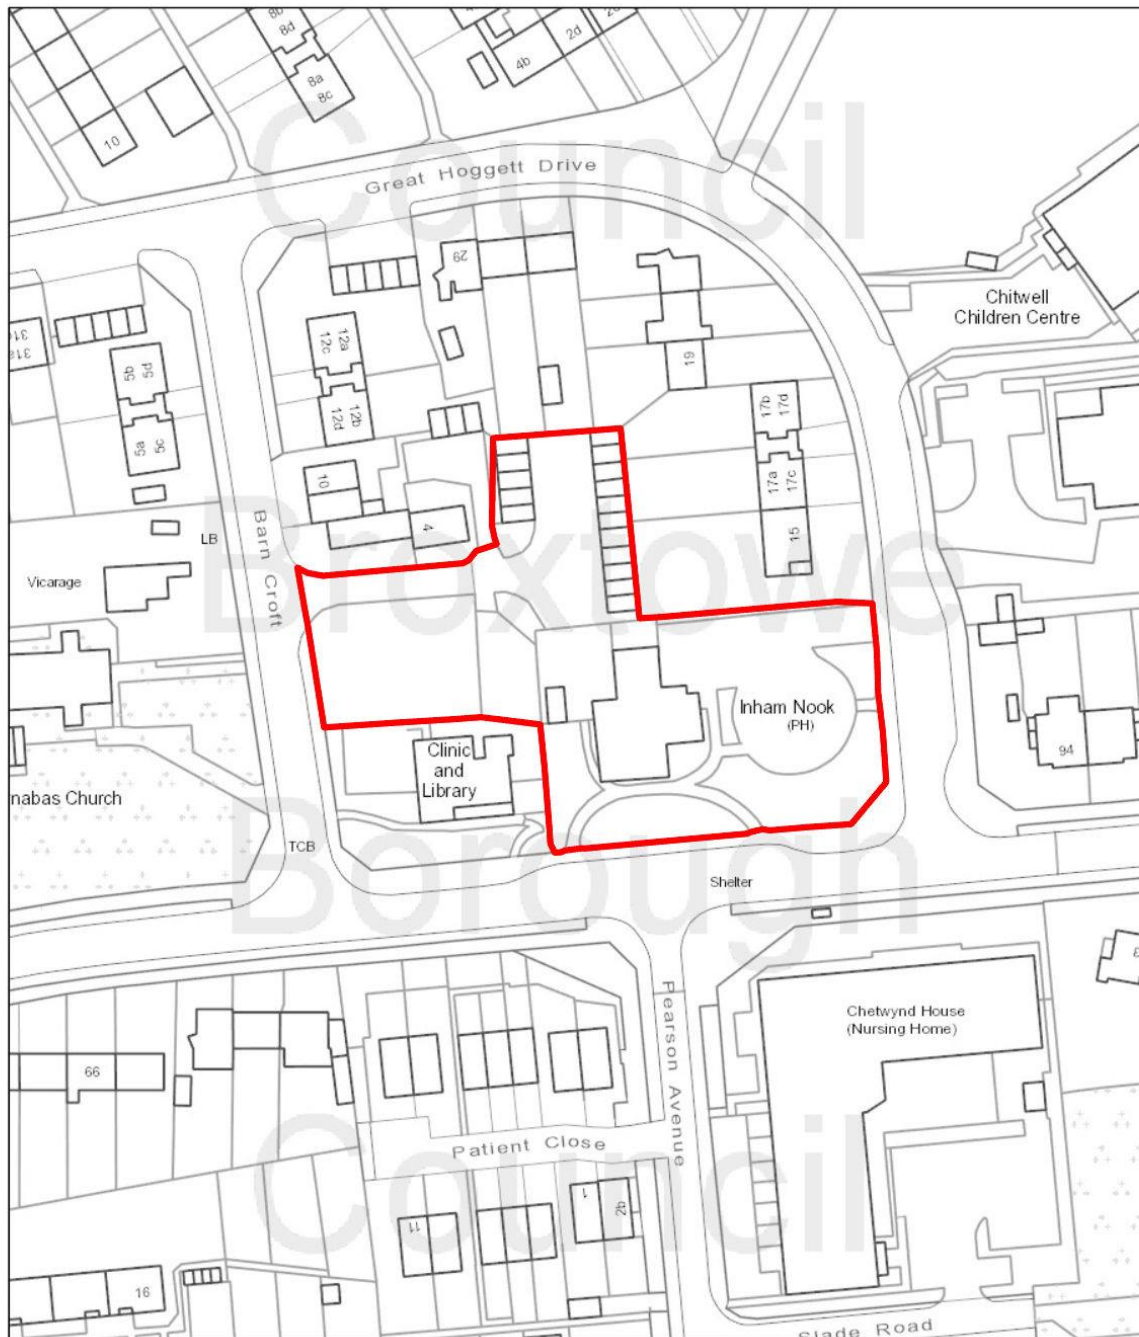 8b
8d
8a
8c
4b
2d
10
Council
Great Hoggett Drive
29
Chitwell
Children Centre
12a
12c
12b
12d
19
5d
5b
5c
5a
31c
31a
17b
17d
17a
17c
10
4
15
Barn Croft
LB
Vicarage
Broxtowe
Inham Nook
(PH)
94
Clinic
and
Library
nabas Church
TCB
Shelter
Borough
Pearson Avenue
Chetwynd House
(Nursing Home)
66
Patient Close
1
2b
11
Council
16
Slade Road